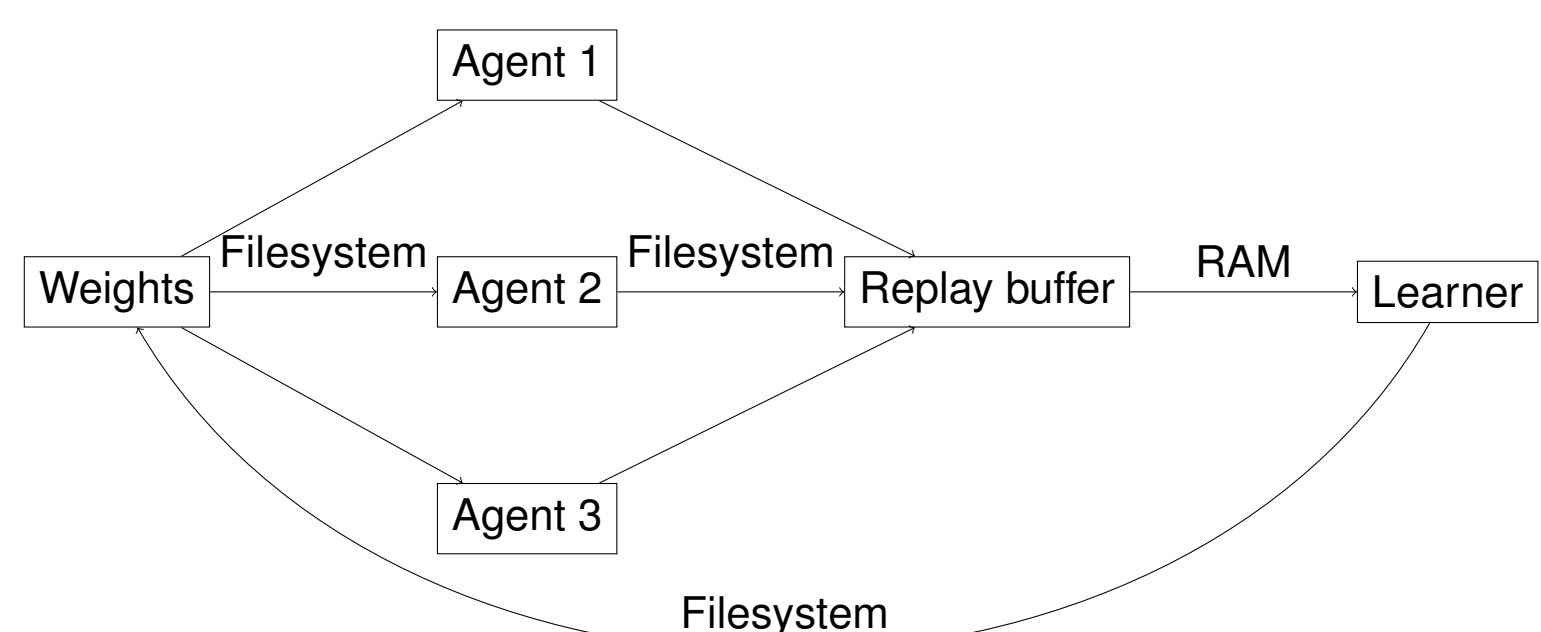 Agent 1
Filesystem
Filesystem
RAM
Weights
Agent 2
Replay buffer
Learner
Agent 3
Filesystem